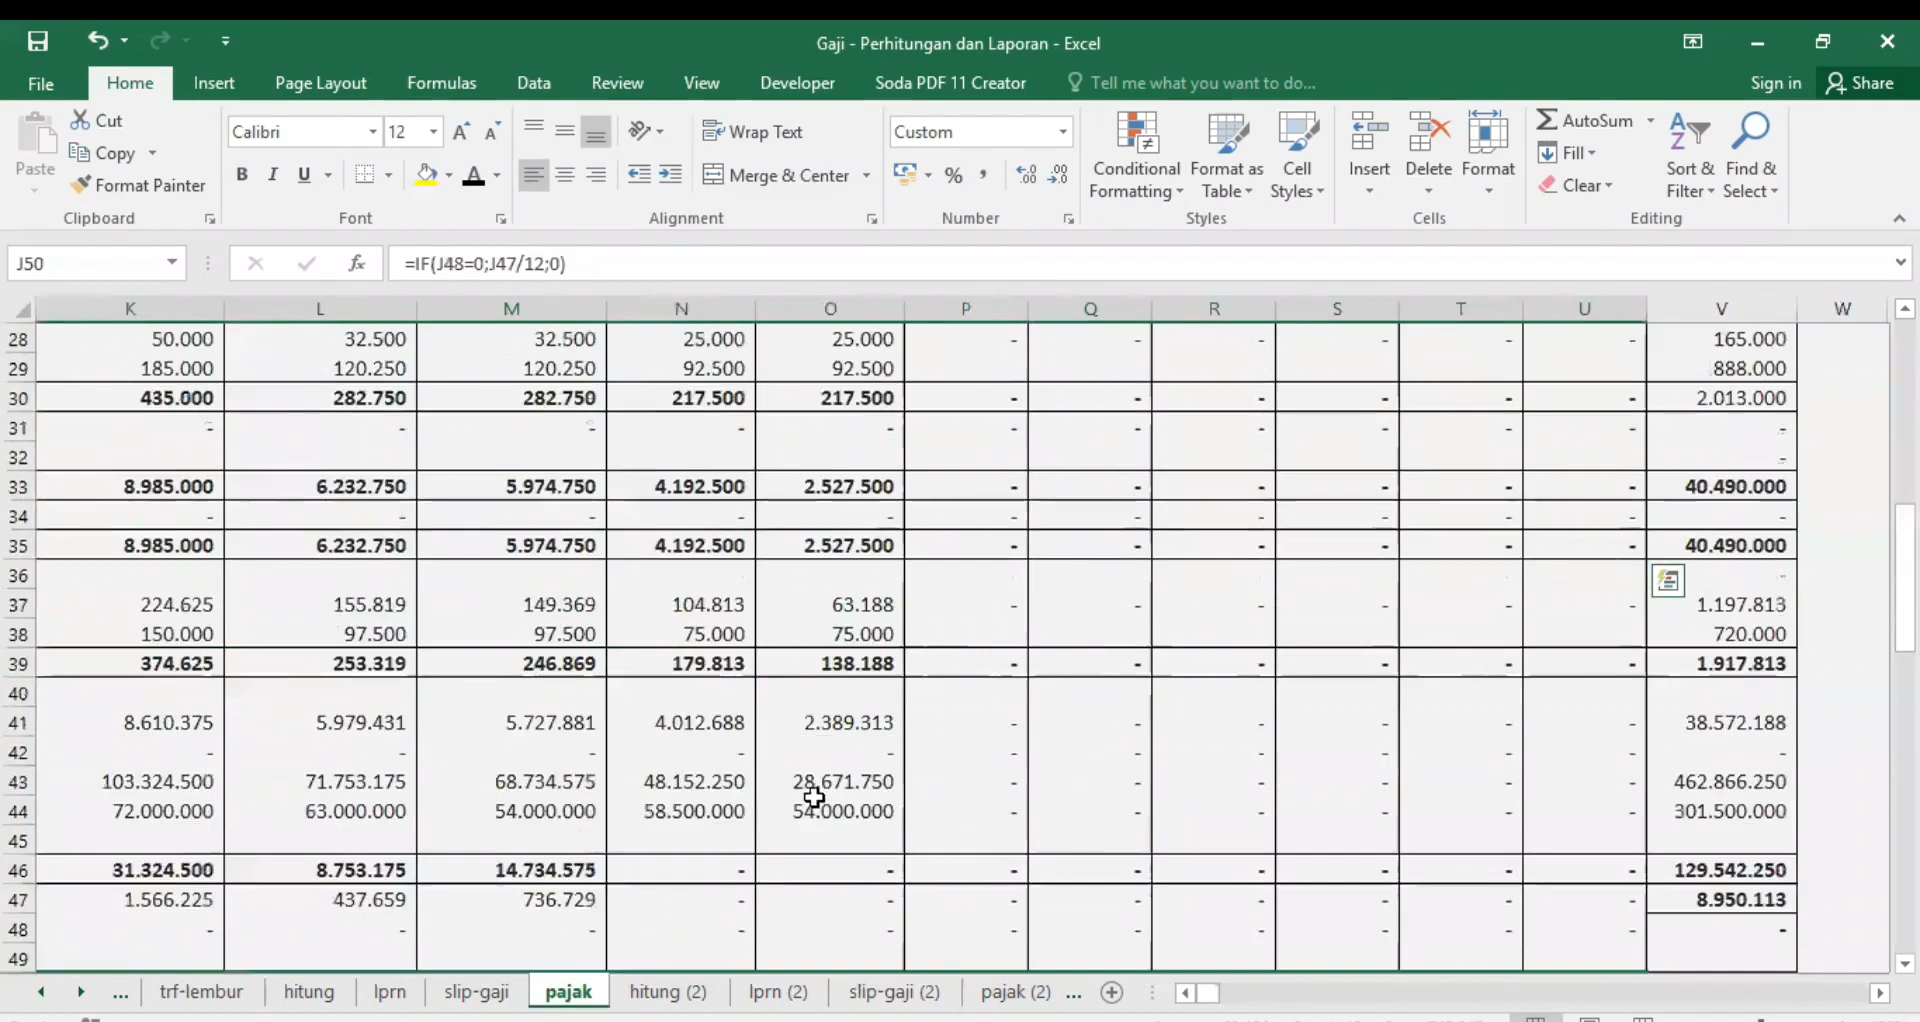 Gaji - Perhitungan dan Laporan - Excel
File Home Insert Page Layout Formulas Data Review View Developer Soda PDF 11 Creator Tell me what you want to do... Sign in Share
Paste
Cut
Copy
Format Painter
Clipboard
Calibri 12
B I U
Font
Wrap Text
Merge & Center
Alignment
Custom
%
Number
Conditional Formatting
Format as Table
Cell Styles
Styles
Insert Delete Format
Cells
AutoSum
Fill
Clear
Sort & Filter
Find & Select
Editing
J50 fx =IF(J48=0;J47/12;0)
K L M N O P Q R S T U V W
28 50.000 32.500 32.500 25.000 25.000 - - - - - - 165.000
29 185.000 120.250 120.250 92.500 92.500 - - - - - - 888.000
30 435.000 282.750 282.750 217.500 217.500 - - - - - - 2.013.000
31 - - - - - - - - - - - -
32 -
33 8.985.000 6.232.750 5.974.750 4.192.500 2.527.500 - - - - - - 40.490.000
34 - - - - - - - - - - - -
35 8.985.000 6.232.750 5.974.750 4.192.500 2.527.500 - - - - - - 40.490.000
36 -
37 224.625 155.819 149.369 104.813 63.188 - - - - - - 1.197.813
38 150.000 97.500 97.500 75.000 75.000 - - - - - - 720.000
39 374.625 253.319 246.869 179.813 138.188 - - - - - - 1.917.813
40
41 8.610.375 5.979.431 5.727.881 4.012.688 2.389.313 - - - - - - 38.572.188
42 - - - - - - - - - - - -
43 103.324.500 71.753.175 68.734.575 48.152.250 28.671.750 - - - - - - 462.866.250
44 72.000.000 63.000.000 54.000.000 58.500.000 54.000.000 - - - - - - 301.500.000
45
46 31.324.500 8.753.175 14.734.575 - - - - - - - - 129.542.250
47 1.566.225 437.659 736.729 - - - - - - - - 8.950.113
48 - - - - - - - - - - - -
49
... trf-lembur hitung lprn slip-gaji pajak hitung (2) lprn (2) slip-gaji (2) pajak (2) ...